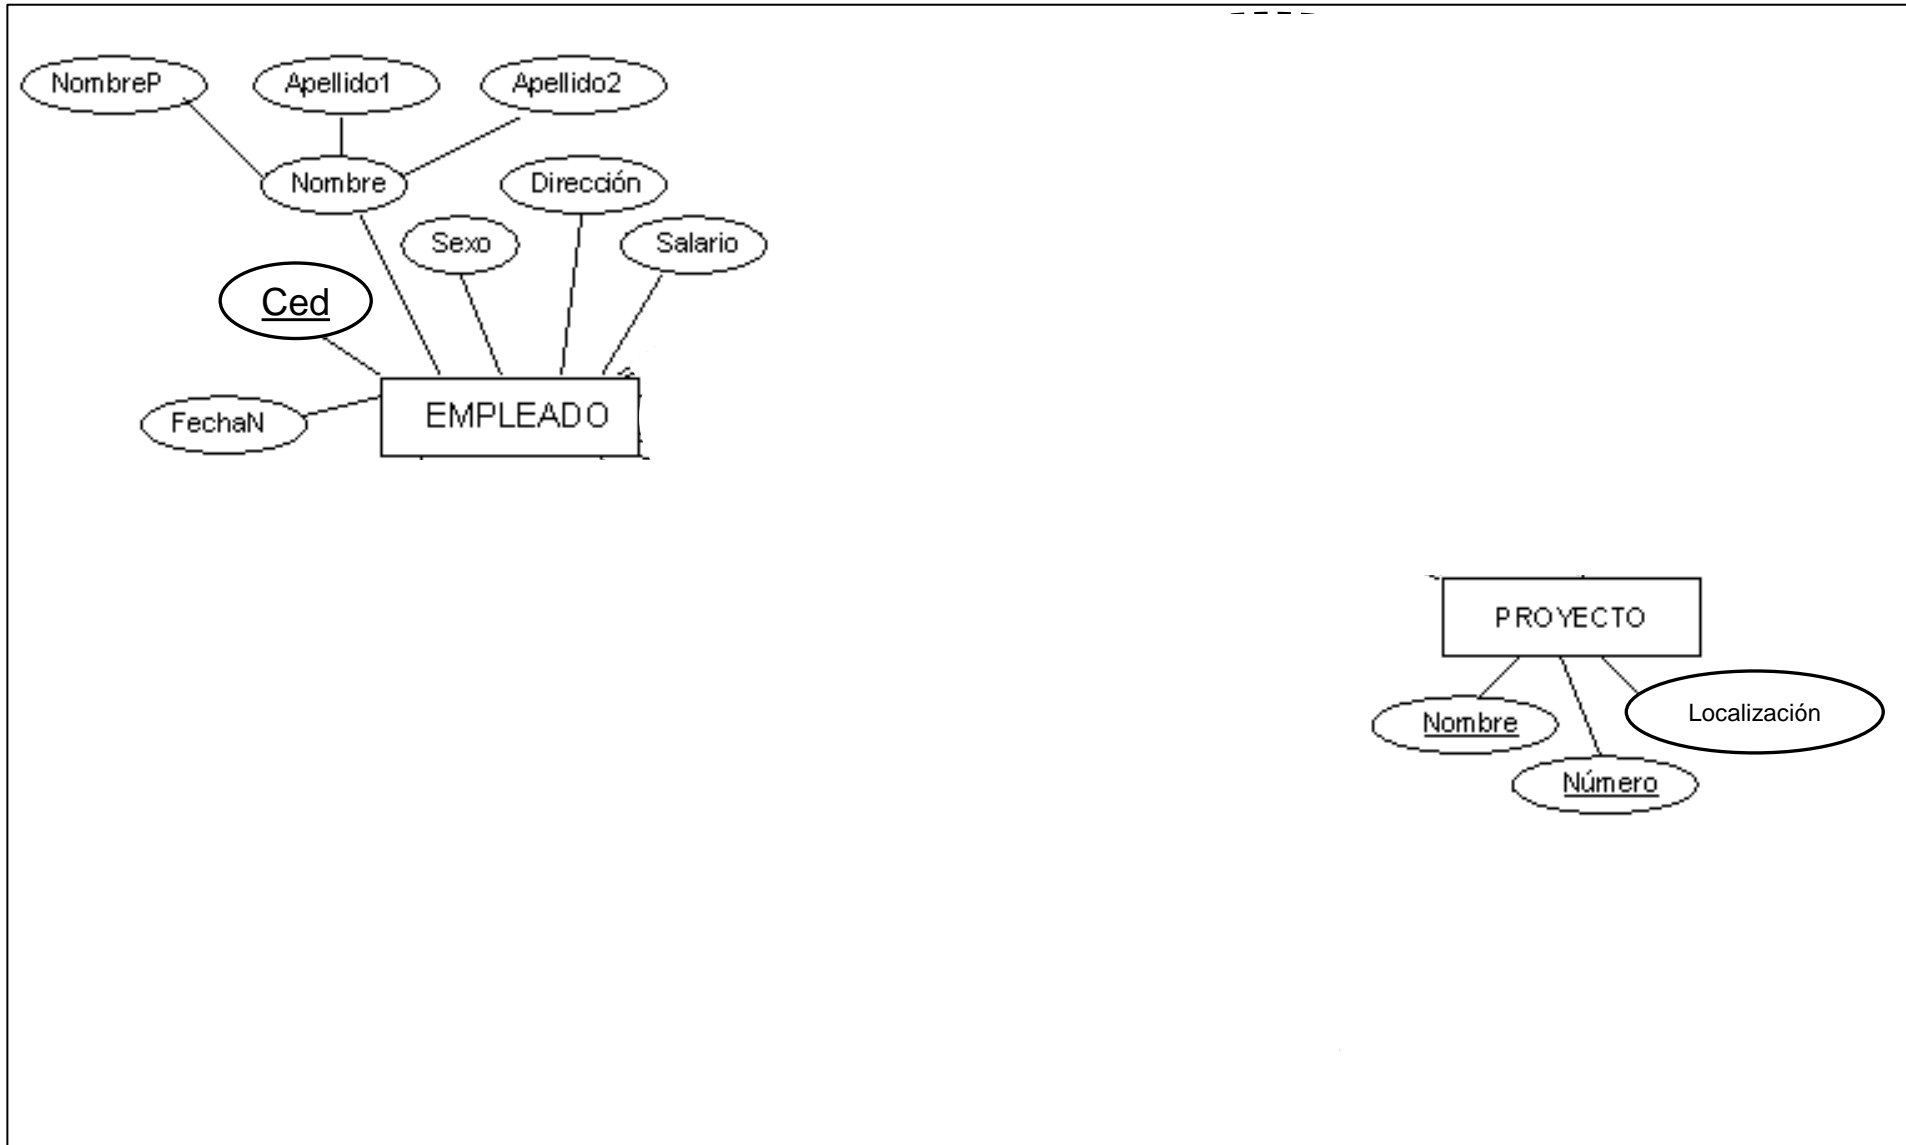 NombreP
Apellido1
Apellido2
Nombre
Dirección
Sexo
Salario
Ced
FechaN
EMPLEADO
PROYECTO
Nombre
Localización
Número